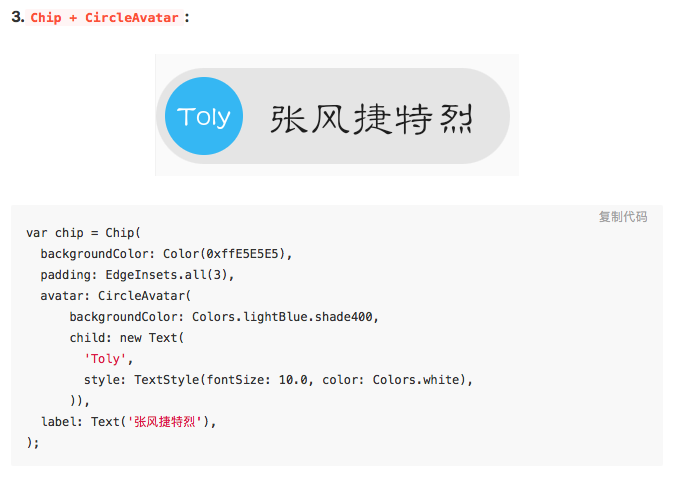 3. Chip + CircleAvatar：
Toly 张风捷特烈
复制代码
var chip = Chip(
  backgroundColor: Color(0xffE5E5E5),
  padding: EdgeInsets.all(3),
  avatar: CircleAvatar(
      backgroundColor: Colors.lightBlue.shade400,
      child: new Text(
        'Toly',
        style: TextStyle(fontSize: 10.0, color: Colors.white),
      )),
  label: Text('张风捷特烈'),
);